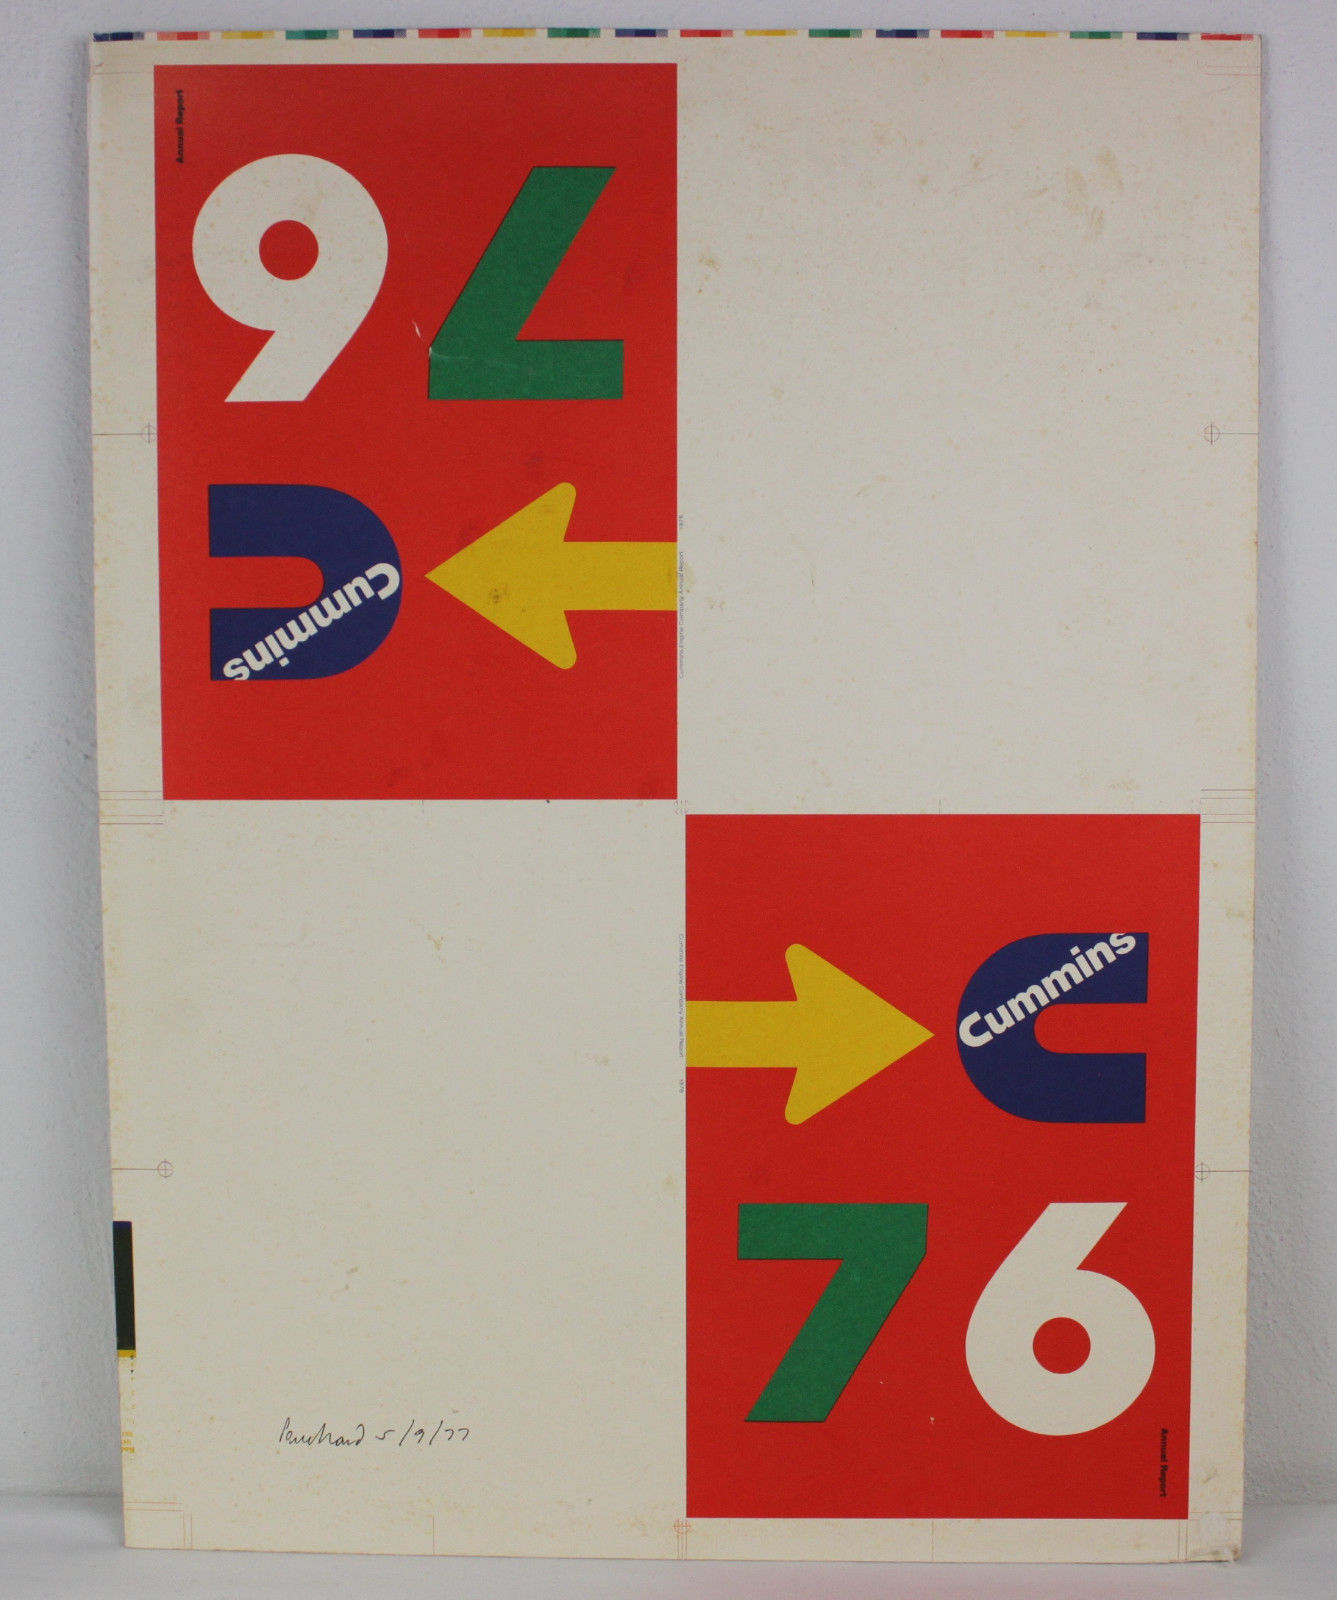 Annual Report
76
Cummins
Cummins Engine Company Annual Report 1976
Cummins Engine Company Annual Report 1976
Cummins
76
Annual Report
5/9/77